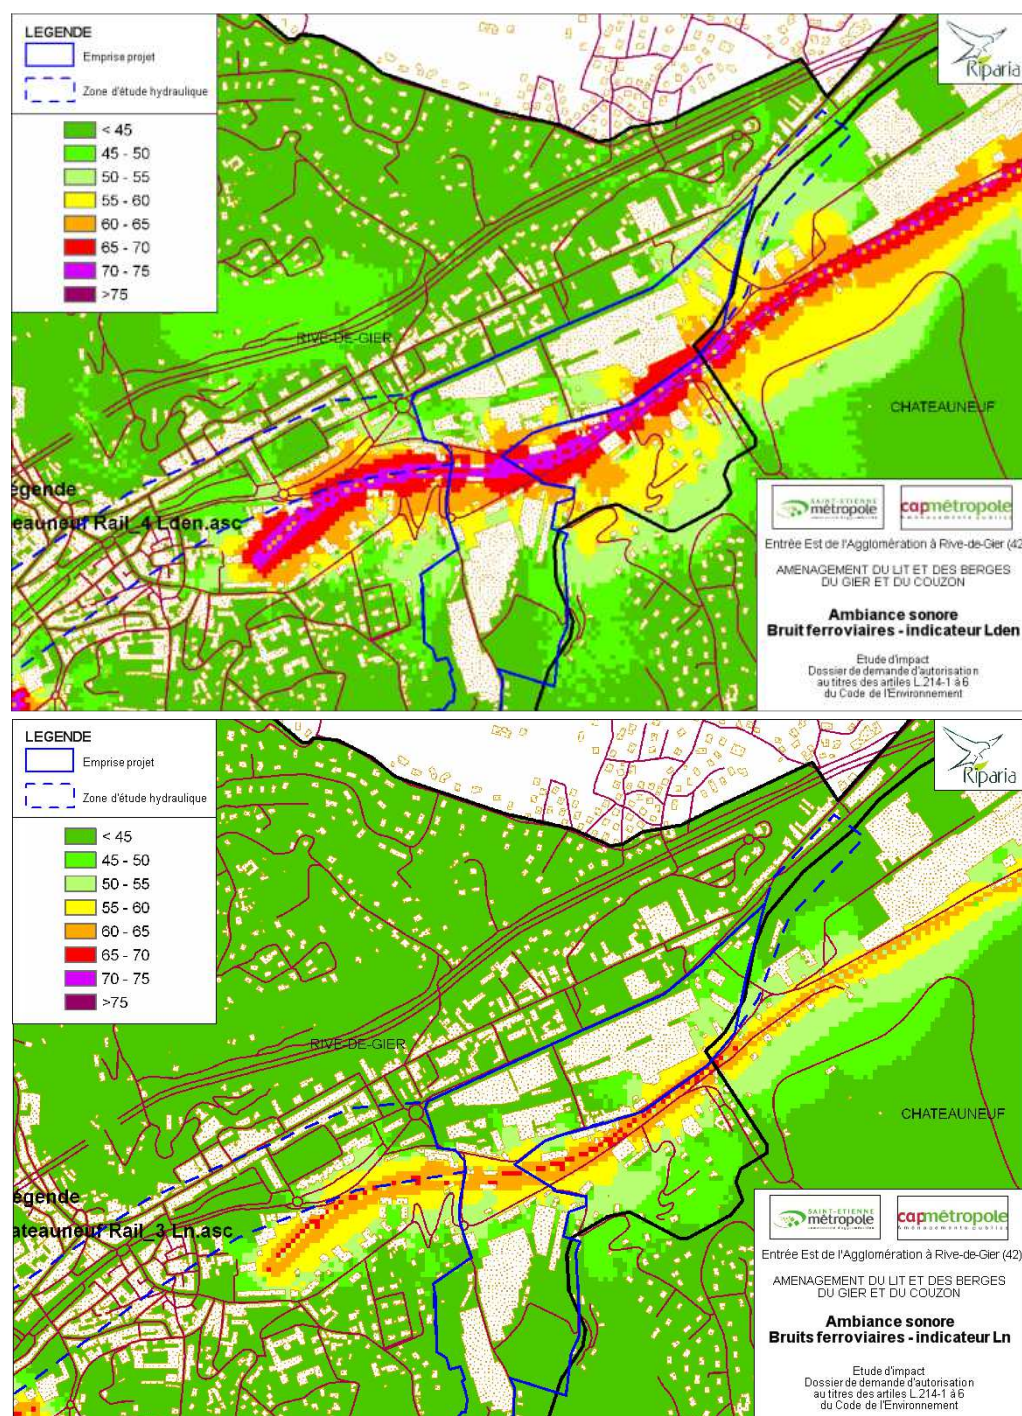 LEGENDE
Emprise projet
Zone d'étude hydraulique
< 45
45 - 50
50 - 55
55 - 60
60 - 65
65 - 70
70 - 75
>75
Riparia
RIVE-DE-GIER
CHATEAUNEUF
égende
eauneuf Rail_4 Lden.asc
SAINT-ETIENNE
métropole
capmétropole
Entrée Est de l'Agglomération à Rive-de-Gier (42
AMENAGEMENT DU LIT ET DES BERGES
DU GIER ET DU COUZON
Ambiance sonore
Bruit ferroviaires - indicateur Lden
Etude d'impact
Dossier de demande d'autorisation
au titres des artiles L.214-1 à 6
du Code de l'Environnement
LEGENDE
Emprise projet
Zone d'étude hydraulique
< 45
45 - 50
50 - 55
55 - 60
60 - 65
65 - 70
70 - 75
>75
Riparia
RIVE-DE-GIER
CHATEAUNEUF
égende
ateauneuf Rail_3 Ln.asc
SAINT-ETIENNE
métropole
capmétropole
Entrée Est de l'Agglomération à Rive-de-Gier (42)
AMENAGEMENT DU LIT ET DES BERGES
DU GIER ET DU COUZON
Ambiance sonore
Bruits ferroviaires - indicateur Ln
Etude d'impact
Dossier de demande d'autorisation
au titres des artiles L.214-1 à 6
du Code de l'Environnement